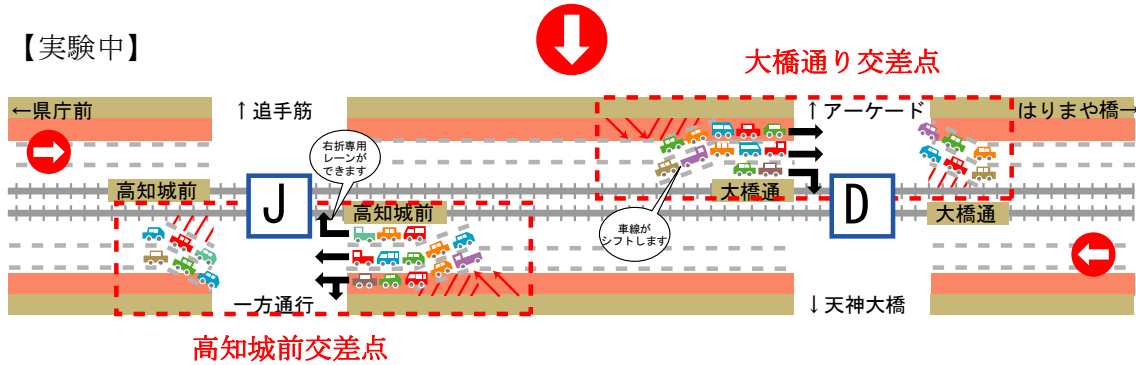 【実験中】
大橋通り交差点
←県庁前
↑追手筋
↑アーケード
はりまや橋→
右折専用
レーンが
できます
高知城前
J
高知城前
大橋通
D
大橋通
車線が
シフトします
一方通行
↓天神大橋
高知城前交差点